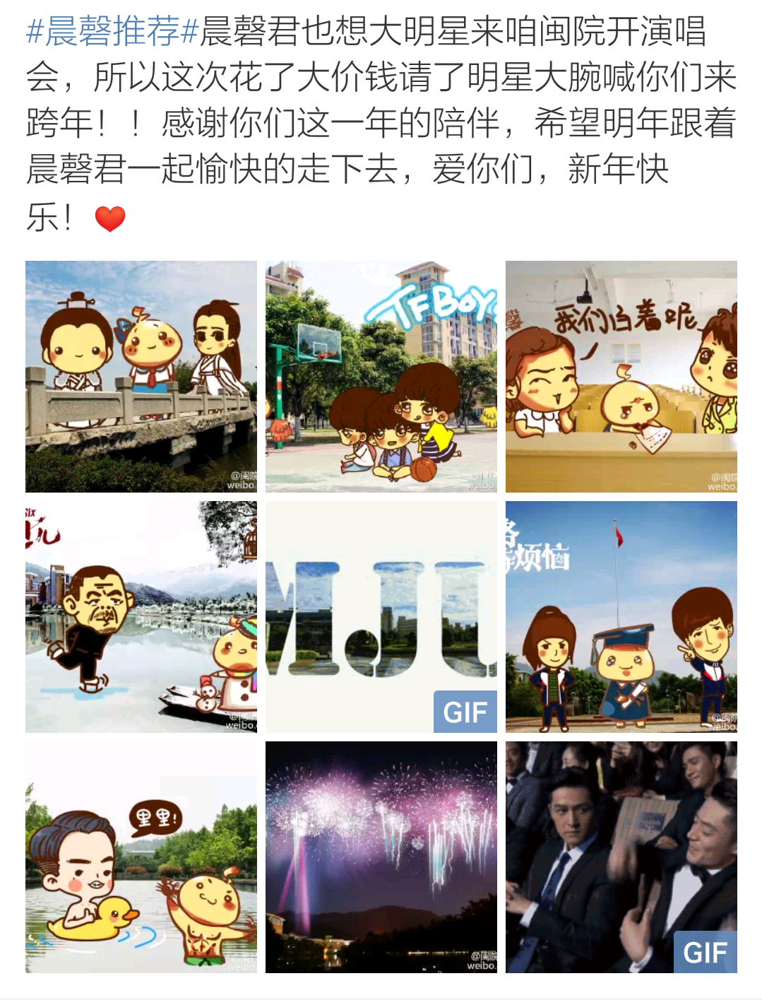 #晨磬推荐#晨磬君也想大明星来咱闽院开演唱
会，所以这次花了大价钱请了明星大腕喊你们来
跨年！！感谢你们这一年的陪伴，希望明年跟着
晨磬君一起愉快的走下去，爱你们，新年快
乐！
@闽院
weibo.
TFBOYS
@闽院
weibo.
我们白着呢
@闽院
weibo.
six
儿
@闽院
weibo.
MJU
GIF
烦恼
@闽院
weibo.
里里!
@闽院
weibo.
@闽院
weibo.
GIF